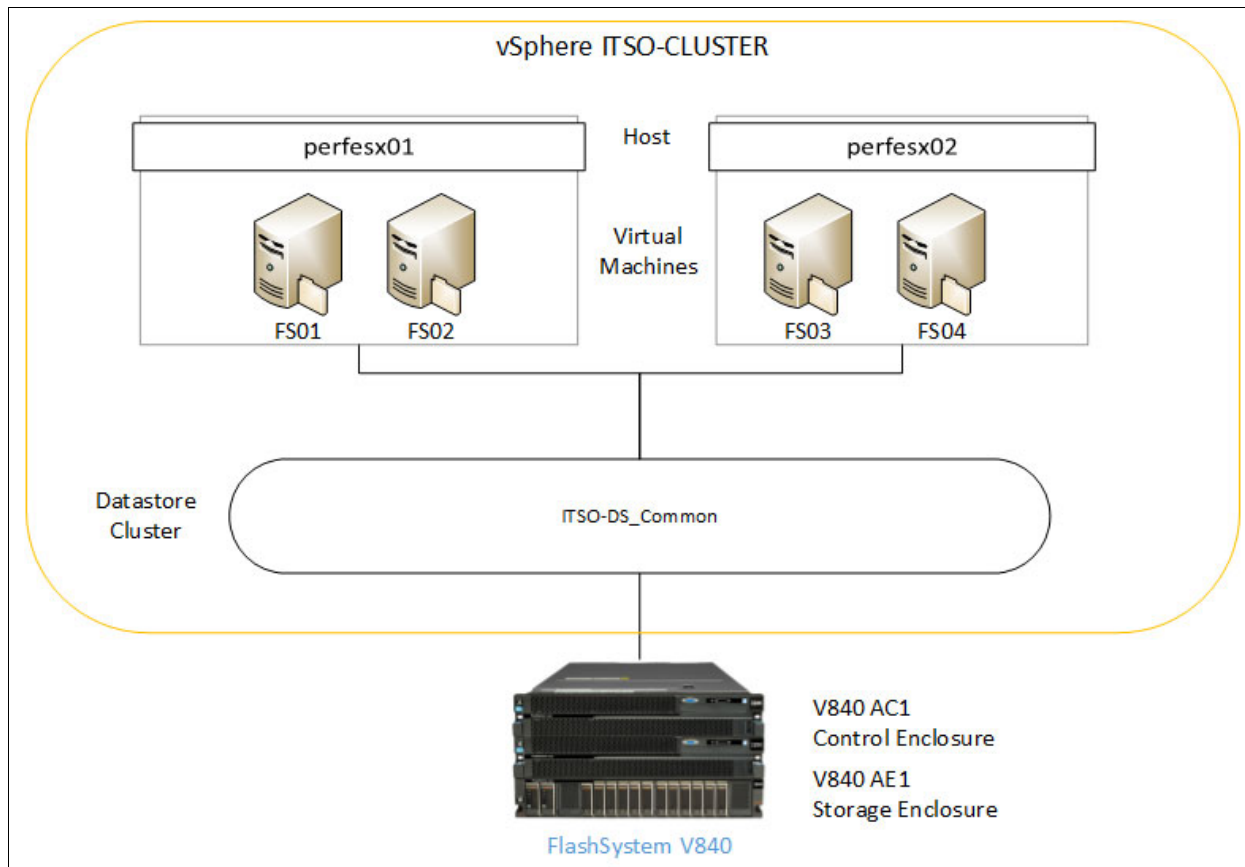 vSphere ITSO-CLUSTER
perfesx01
Host
perfesx02
Virtual
Machines
FS01
FS02
FS03
FS04
Datastore
Cluster
ITSO-DS_Common
V840 AC1
Control Enclosure
V840 AE1
Storage Enclosure
FlashSystem V840